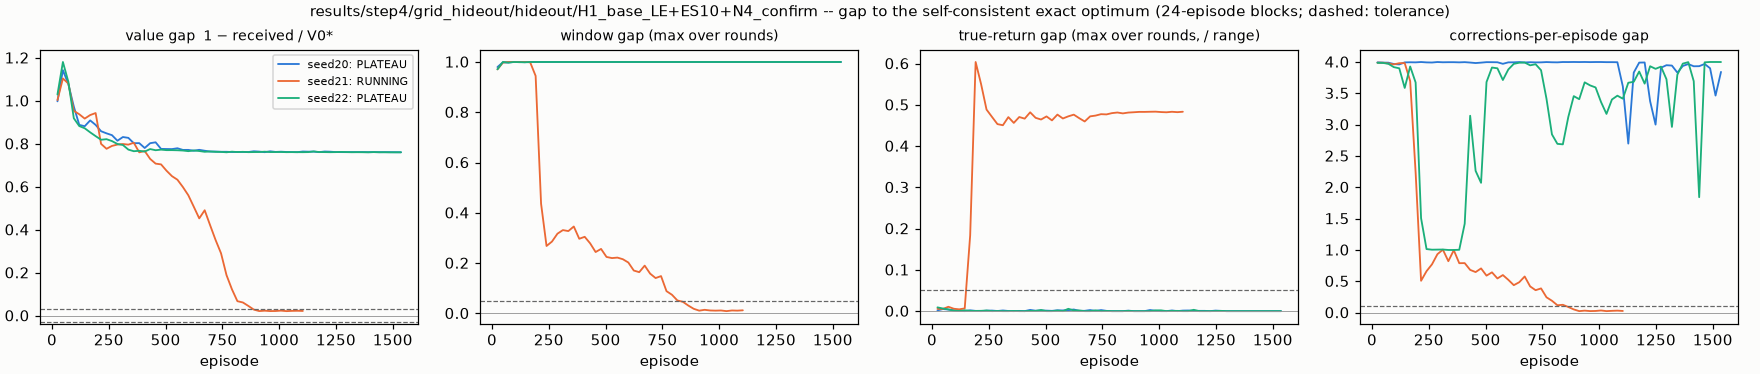 results/step4/grid_hideout/hideout/H1_base_LE+ES10+N4_confirm -- gap to the self-consistent exact optimum (24-episode blocks; dashed: tolerance)
value gap 1 − received / V0*
1.2
1.0
0.8
0.6
0.4
0.2
0.0
seed20: PLATEAU
seed21: RUNNING
seed22: PLATEAU
0 250 500 750 1000 1250 1500
episode
window gap (max over rounds)
1.0
0.8
0.6
0.4
0.2
0.0
0 250 500 750 1000 1250 1500
episode
true-return gap (max over rounds, / range)
0.6
0.5
0.4
0.3
0.2
0.1
0.0
0 250 500 750 1000 1250 1500
episode
corrections-per-episode gap
4.0
3.5
3.0
2.5
2.0
1.5
1.0
0.5
0.0
0 250 500 750 1000 1250 1500
episode